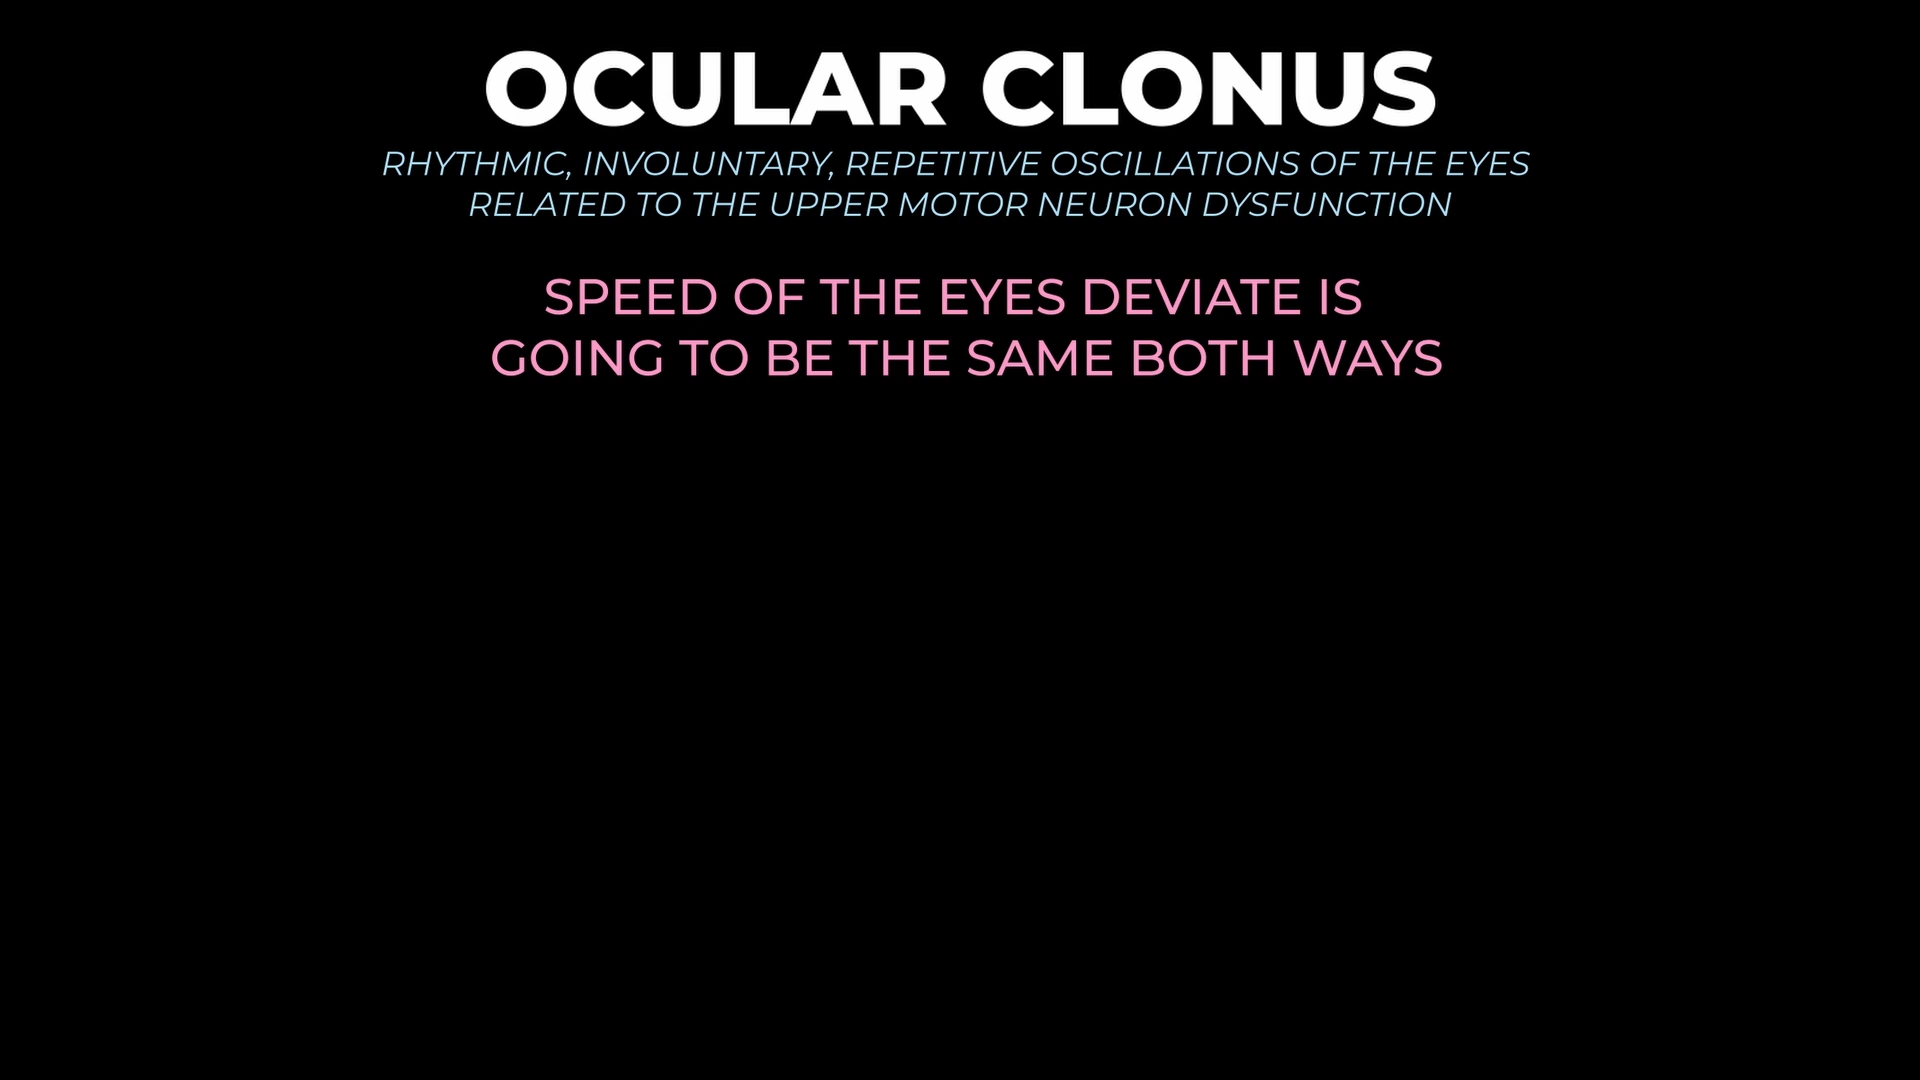 OCULAR CLONUS
RHYTHMIC, INVOLUNTARY, REPETITIVE OSCILLATIONS OF THE EYES
RELATED TO THE UPPER MOTOR NEURON DYSFUNCTION
SPEED OF THE EYES DEVIATE IS
GOING TO BE THE SAME BOTH WAYS